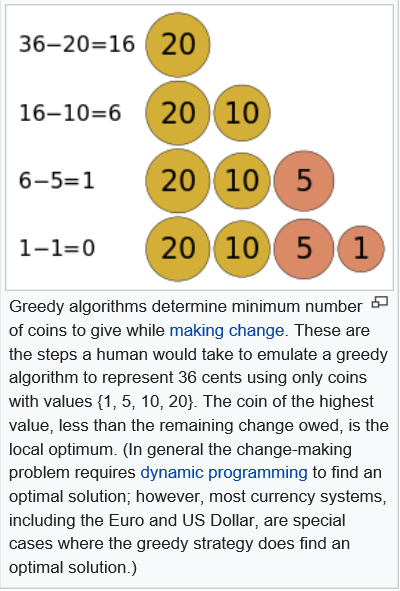 36−20=16 20
16−10=6 20 10
6−5=1 20 10 5
1−1=0 20 10 5 1
Greedy algorithms determine minimum number
of coins to give while making change. These are
the steps a human would take to emulate a greedy
algorithm to represent 36 cents using only coins
with values {1, 5, 10, 20}. The coin of the highest
value, less than the remaining change owed, is the
local optimum. (In general the change-making
problem requires dynamic programming to find an
optimal solution; however, most currency systems,
including the Euro and US Dollar, are special
cases where the greedy strategy does find an
optimal solution.)